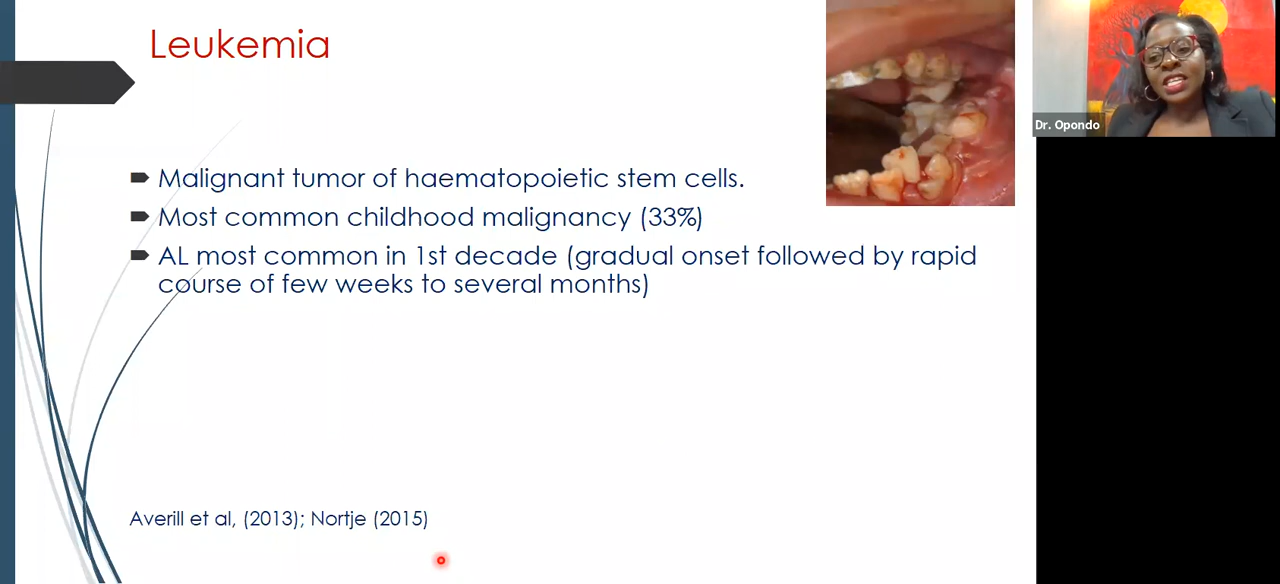 Leukemia
Dr. Opondo
Malignant tumor of haematopoietic stem cells.
Most common childhood malignancy (33%)
AL most common in 1st decade (gradual onset followed by rapid
course of few weeks to several months)
Averill et al, (2013); Nortje (2015)